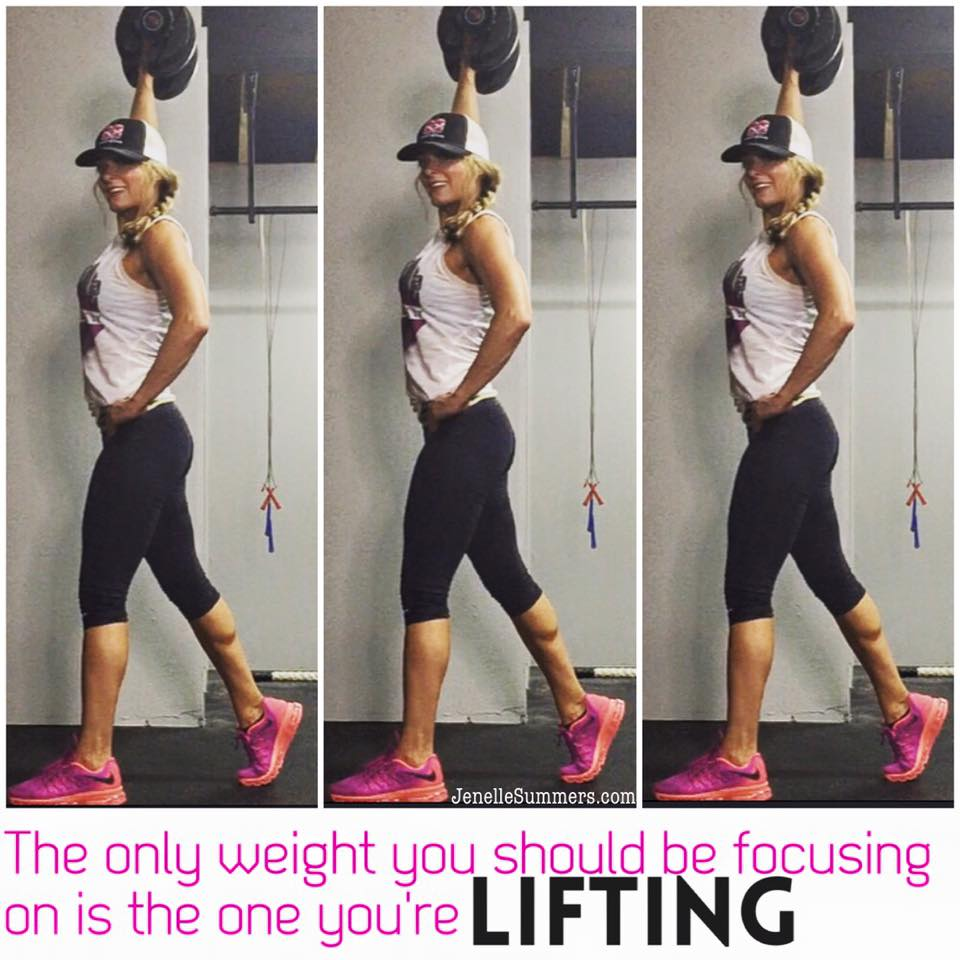 JenelleSummers.com
The only weight you should be focusing
on is the one you're LIFTING